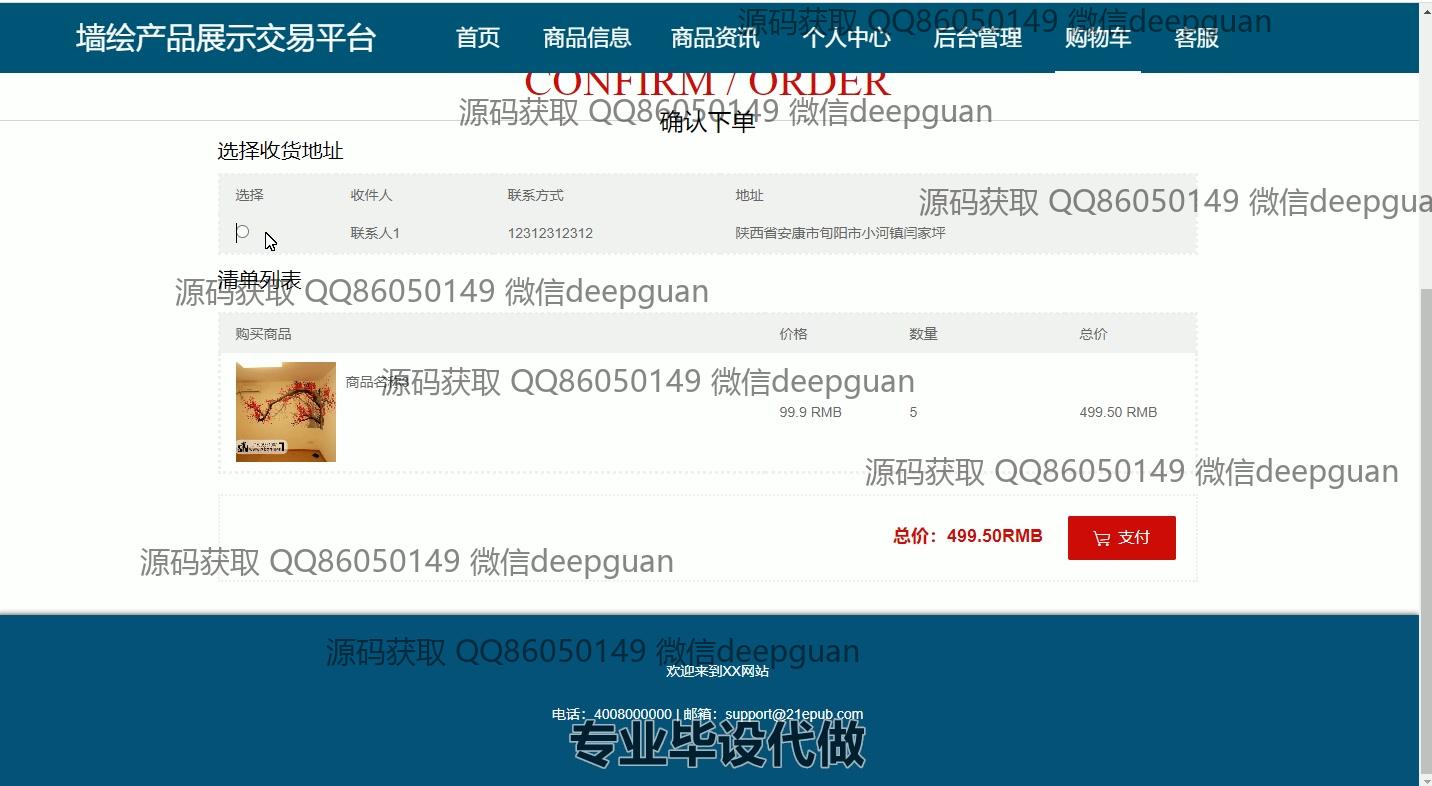 源码获取 QQ86050149 微信deepguan
墙绘产品展示交易平台 首页 商品信息 商品资讯 个人中心 后台管理 购物车 客服
CONFIRM / ORDER
源码获取 QQ86050149 微信deepguan
确认下单
选择收货地址
选择 收件人 联系方式 地址
源码获取 QQ86050149 微信deepgua
联系人1 12312312312 陕西省安康市旬阳市小河镇闫家坪
清单列表
源码获取 QQ86050149 微信deepguan
购买商品 价格 数量 总价
商品名称3
源码获取 QQ86050149 微信deepguan
99.9 RMB 5 499.50 RMB
源码获取 QQ86050149 微信deepguan
总价：499.50RMB 支付
源码获取 QQ86050149 微信deepguan
源码获取 QQ86050149 微信deepguan
欢迎来到XX网站
电话：4008000000 | 邮箱：support@21epub.com
专业毕设代做